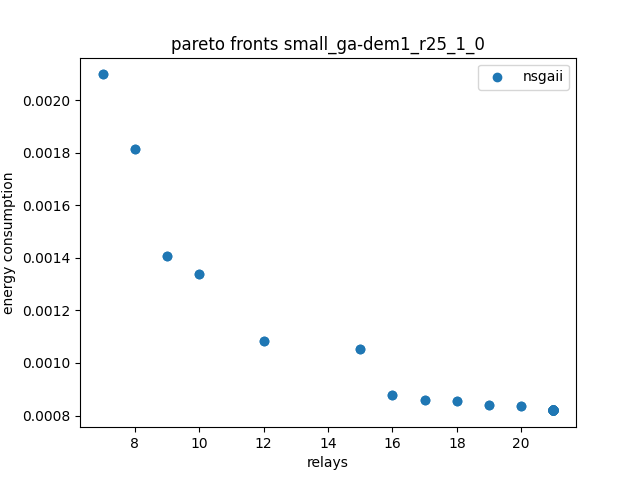 pareto fronts small_ga-dem1_r25_1_0
nsgaii
energy consumption
0.0020
0.0018
0.0016
0.0014
0.0012
0.0010
0.0008
8 10 12 14 16 18 20
relays